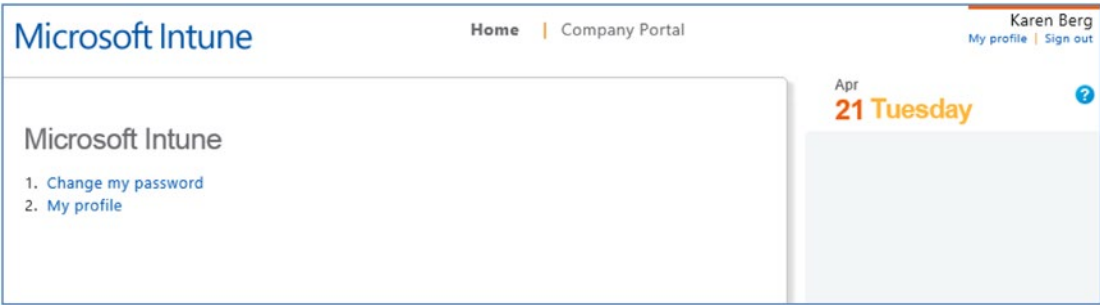 Microsoft Intune
Home | Company Portal
Karen Berg
My profile | Sign out
Apr
21 Tuesday
?
Microsoft Intune
1. Change my password
2. My profile